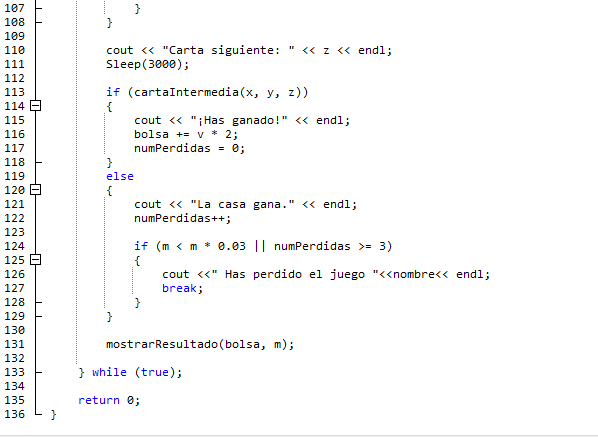 107             }
108         }
109
110         cout << "Carta siguiente: " << z << endl;
111         Sleep(3000);
112
113         if (cartaIntermedia(x, y, z))
114         {
115             cout << "¡Has ganado!" << endl;
116             bolsa += v * 2;
117             numPerdidas = 0;
118         }
119         else
120         {
121             cout << "La casa gana." << endl;
122             numPerdidas++;
123
124             if (m < m * 0.03 || numPerdidas >= 3)
125             {
126                 cout <<" Has perdido el juego "<<nombre<< endl;
127                 break;
128             }
129         }
130
131         mostrarResultado(bolsa, m);
132
133     } while (true);
134
135     return 0;
136 }